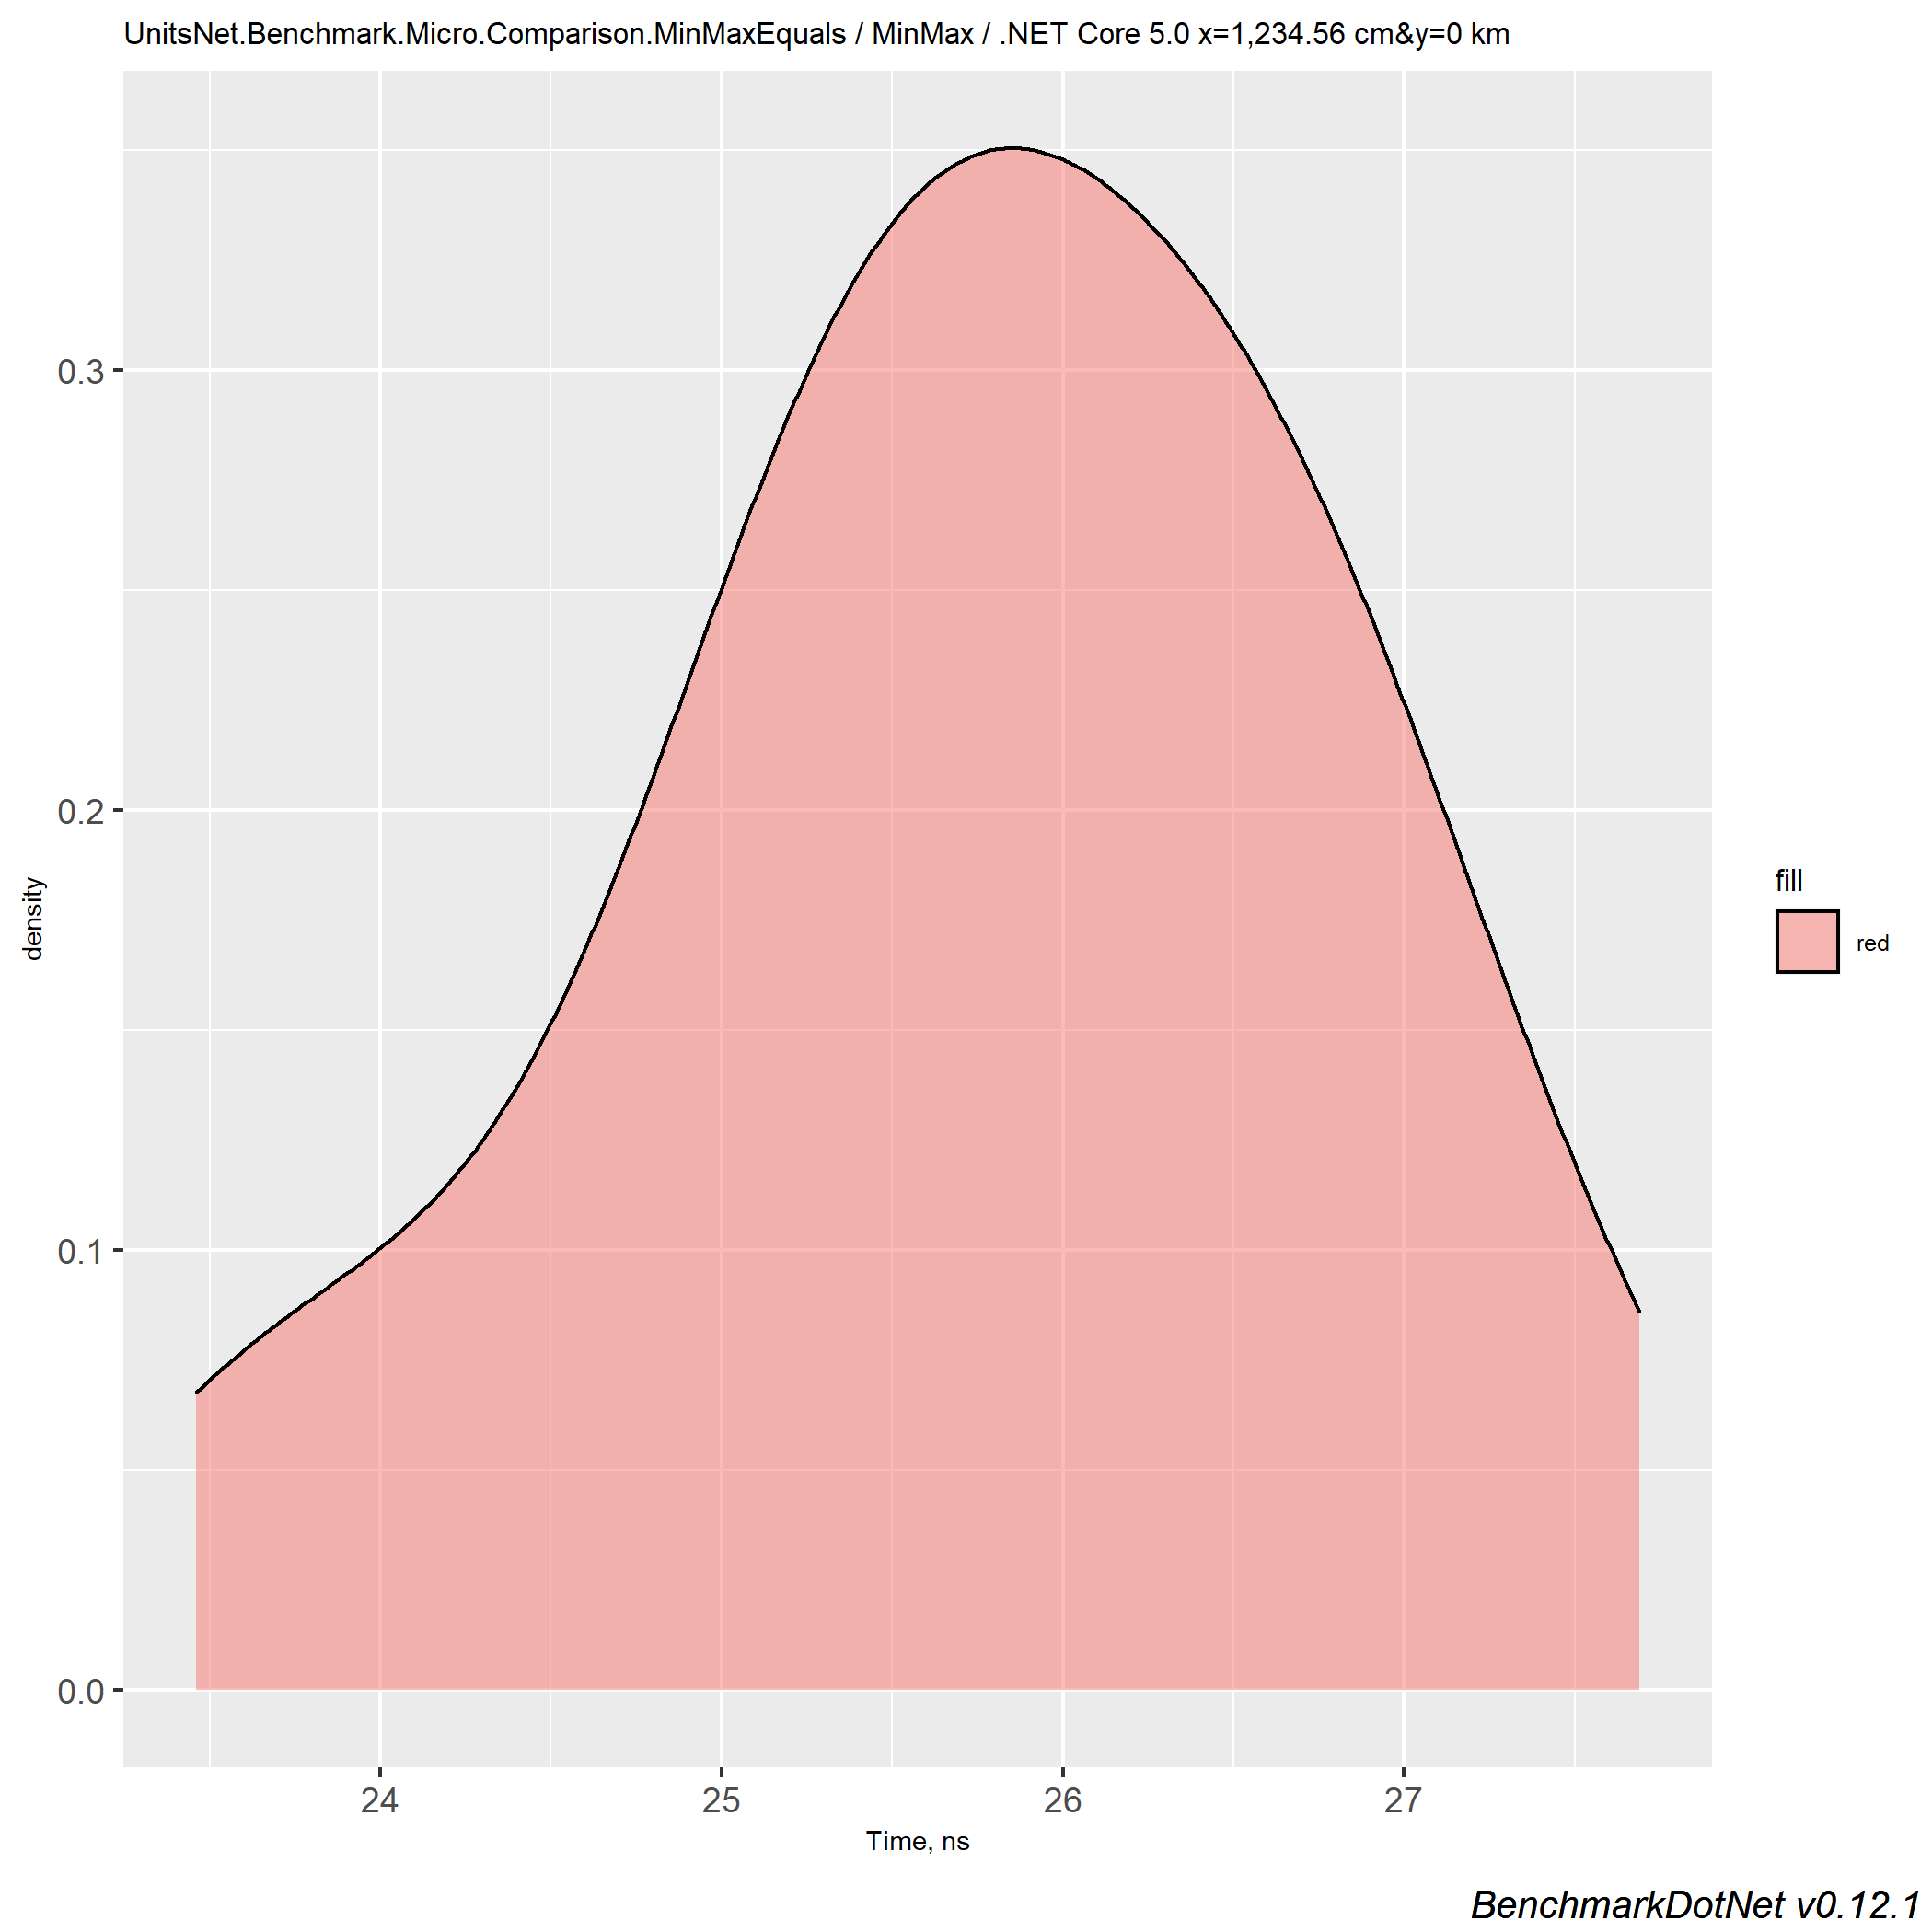 UnitsNet.Benchmark.Micro.Comparison.MinMaxEquals / MinMax / .NET Core 5.0 x=1,234.56 cm&y=0 km
0.3
0.2
0.1
0.0
density
24 25 26 27
Time, ns
fill
red
BenchmarkDotNet v0.12.1